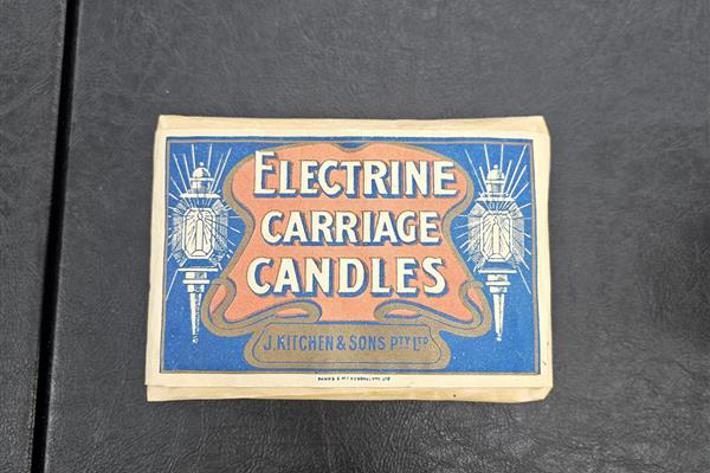 ELECTRINE
CARRIAGE
CANDLES
J. KITCHEN & SONS PTY LTD